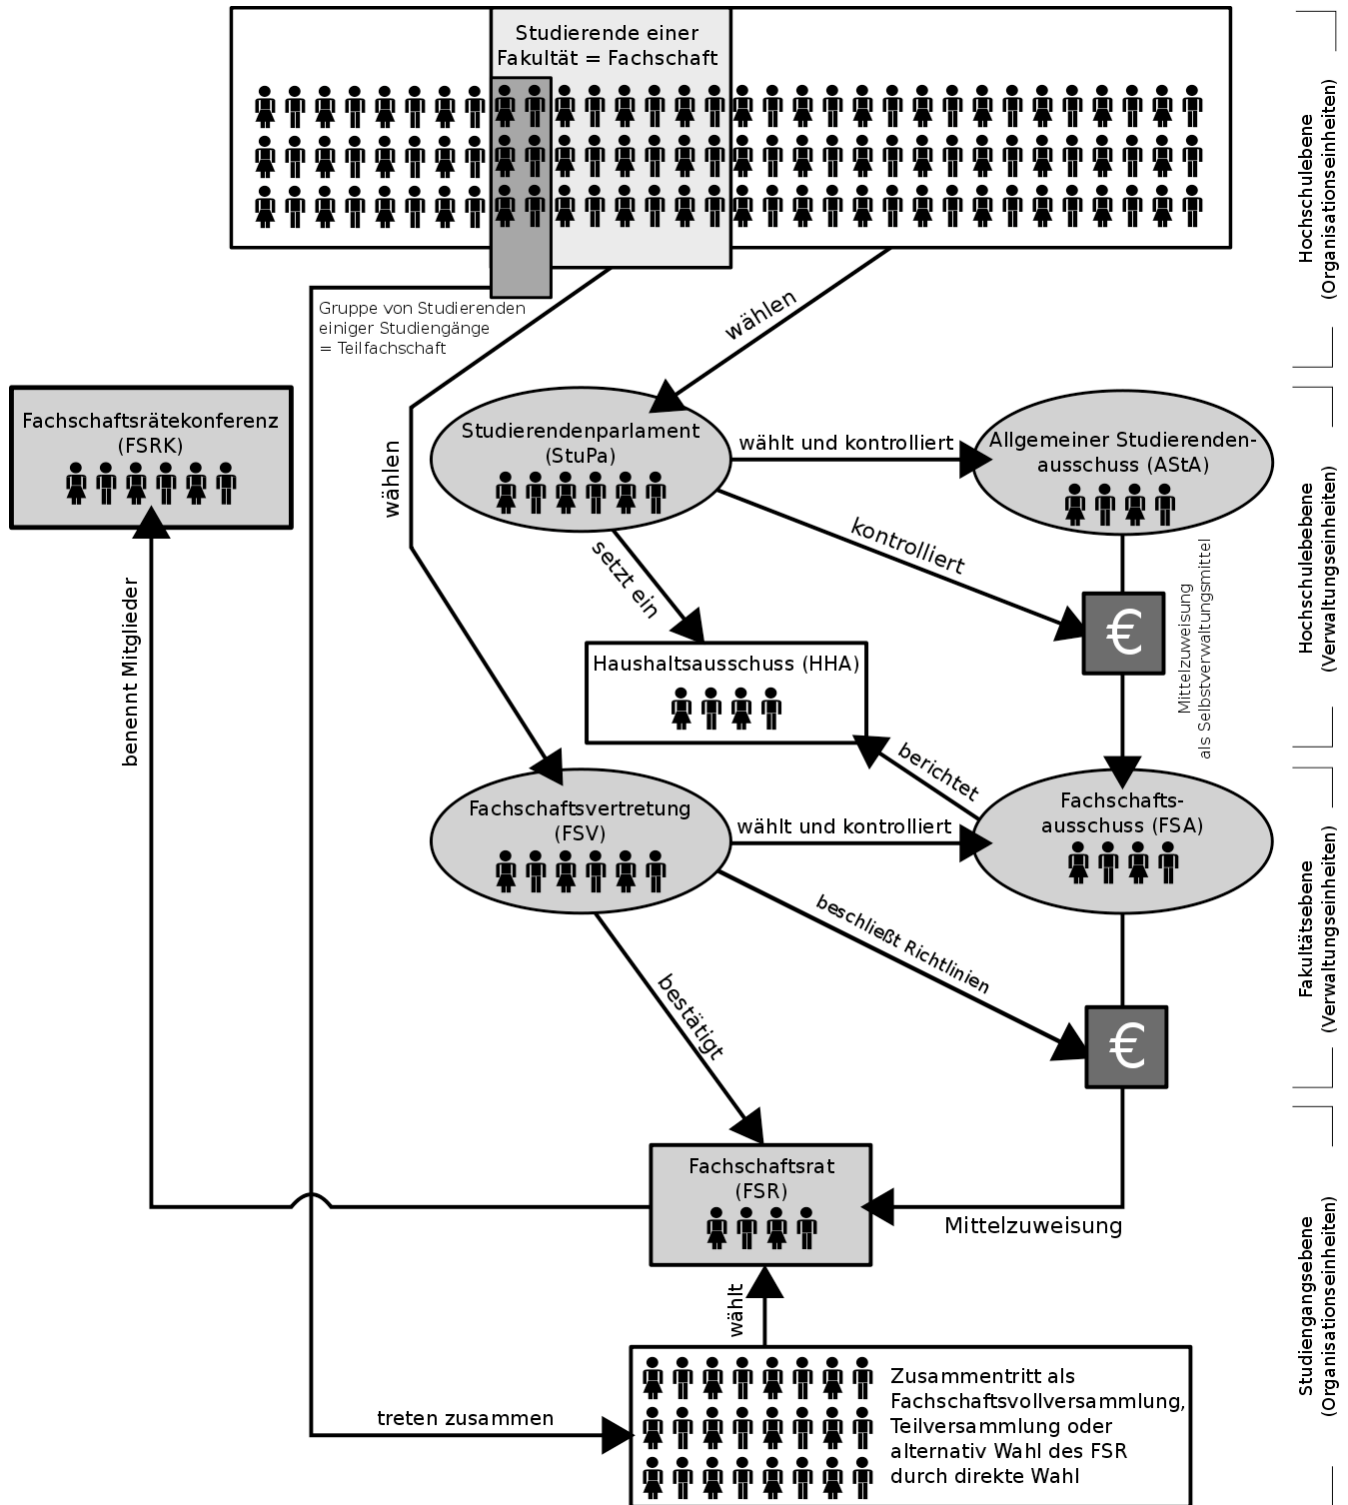 Studierende einer
Fakultät = Fachschaft
Hochschulebene
(Organisationseinheiten)
Gruppe von Studierenden
einiger Studiengänge
= Teilfachschaft
wählen
wählen
Fachschaftsrätekonferenz
(FSRK)
Studierendenparlament
(StuPa)
wählt und kontrolliert
Allgemeiner Studierenden-
ausschuss (AStA)
Hochschulebebene
(Verwaltungseinheiten)
kontrolliert
setzt ein
€
Mittelzuweisung
als Selbstverwaltungsmittel
benennt Mitglieder
Haushaltsausschuss (HHA)
berichtet
Fachschaftsvertretung
(FSV)
wählt und kontrolliert
Fachschafts-
ausschuss (FSA)
Fakultätsebene
(Verwaltungseinheiten)
beschließt Richtlinien
bestätigt
€
Fachschaftsrat
(FSR)
Mittelzuweisung
wählt
Studiengangsebene
(Organisationseinheiten)
treten zusammen
Zusammentritt als
Fachschaftsvollversammlung,
Teilversammlung oder
alternativ Wahl des FSR
durch direkte Wahl